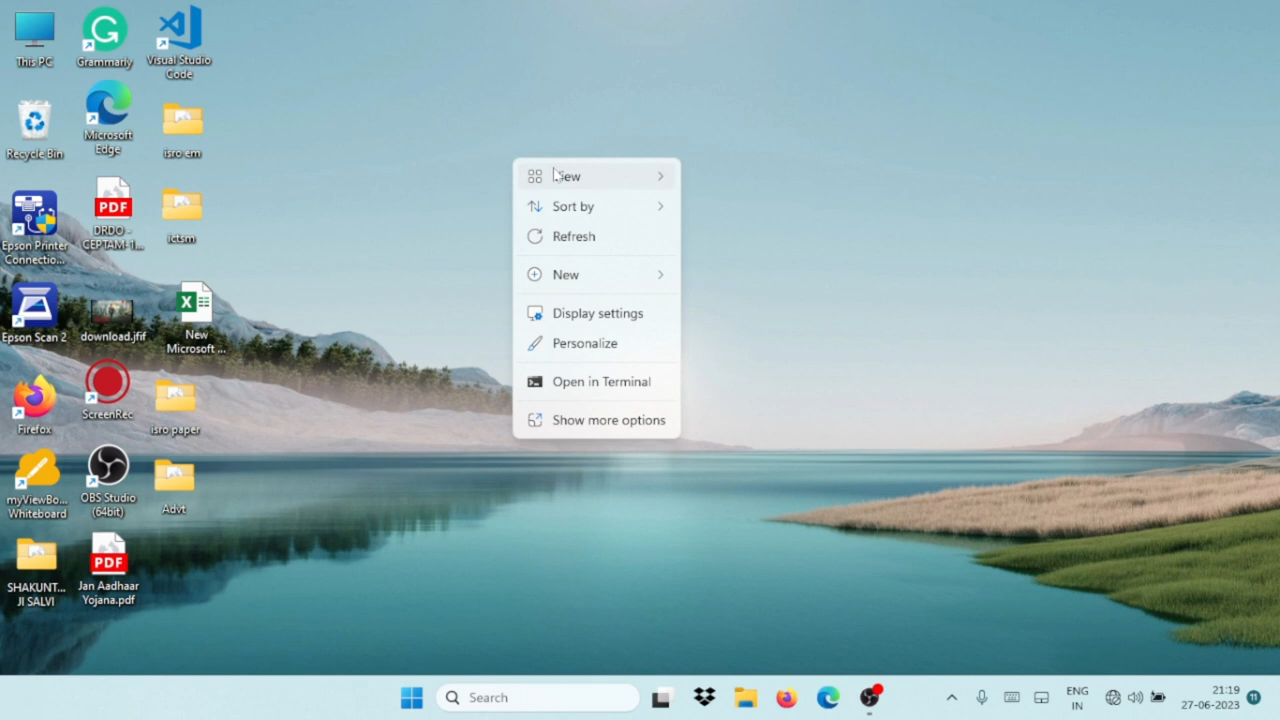 This PC
Grammarly
Visual Studio
Code
Recycle Bin
Microsoft
Edge
isro em
Epson Printer
Connectio...
PDF
DRDO -
CEPTAM-1...
ictsm
Epson Scan 2
download.jfif
New
Microsoft ...
Firefox
ScreenRec
isro paper
myViewBo...
Whiteboard
OBS Studio
(64bit)
Advt
SHAKUNT...
JI SALVI
PDF
Jan Aadhaar
Yojana.pdf
View
Sort by
Refresh
New
Display settings
Personalize
Open in Terminal
Show more options
Search
ENG
IN
21:19
27-06-2023
11